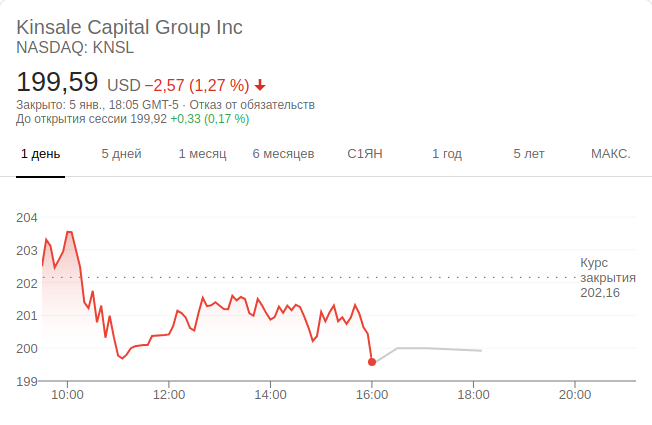 Kinsale Capital Group Inc
NASDAQ: KNSL
199,59 USD −2,57 (1,27 %)
Закрыто: 5 янв., 18:05 GMT-5 · Отказ от обязательств
До открытия сессии 199,92 +0,33 (0,17 %)
1 день 5 дней 1 месяц 6 месяцев С1ЯН 1 год 5 лет МАКС.
204
203
Курс
закрытия
202,16
202
201
200
199
10:00 12:00 14:00 16:00 18:00 20:00